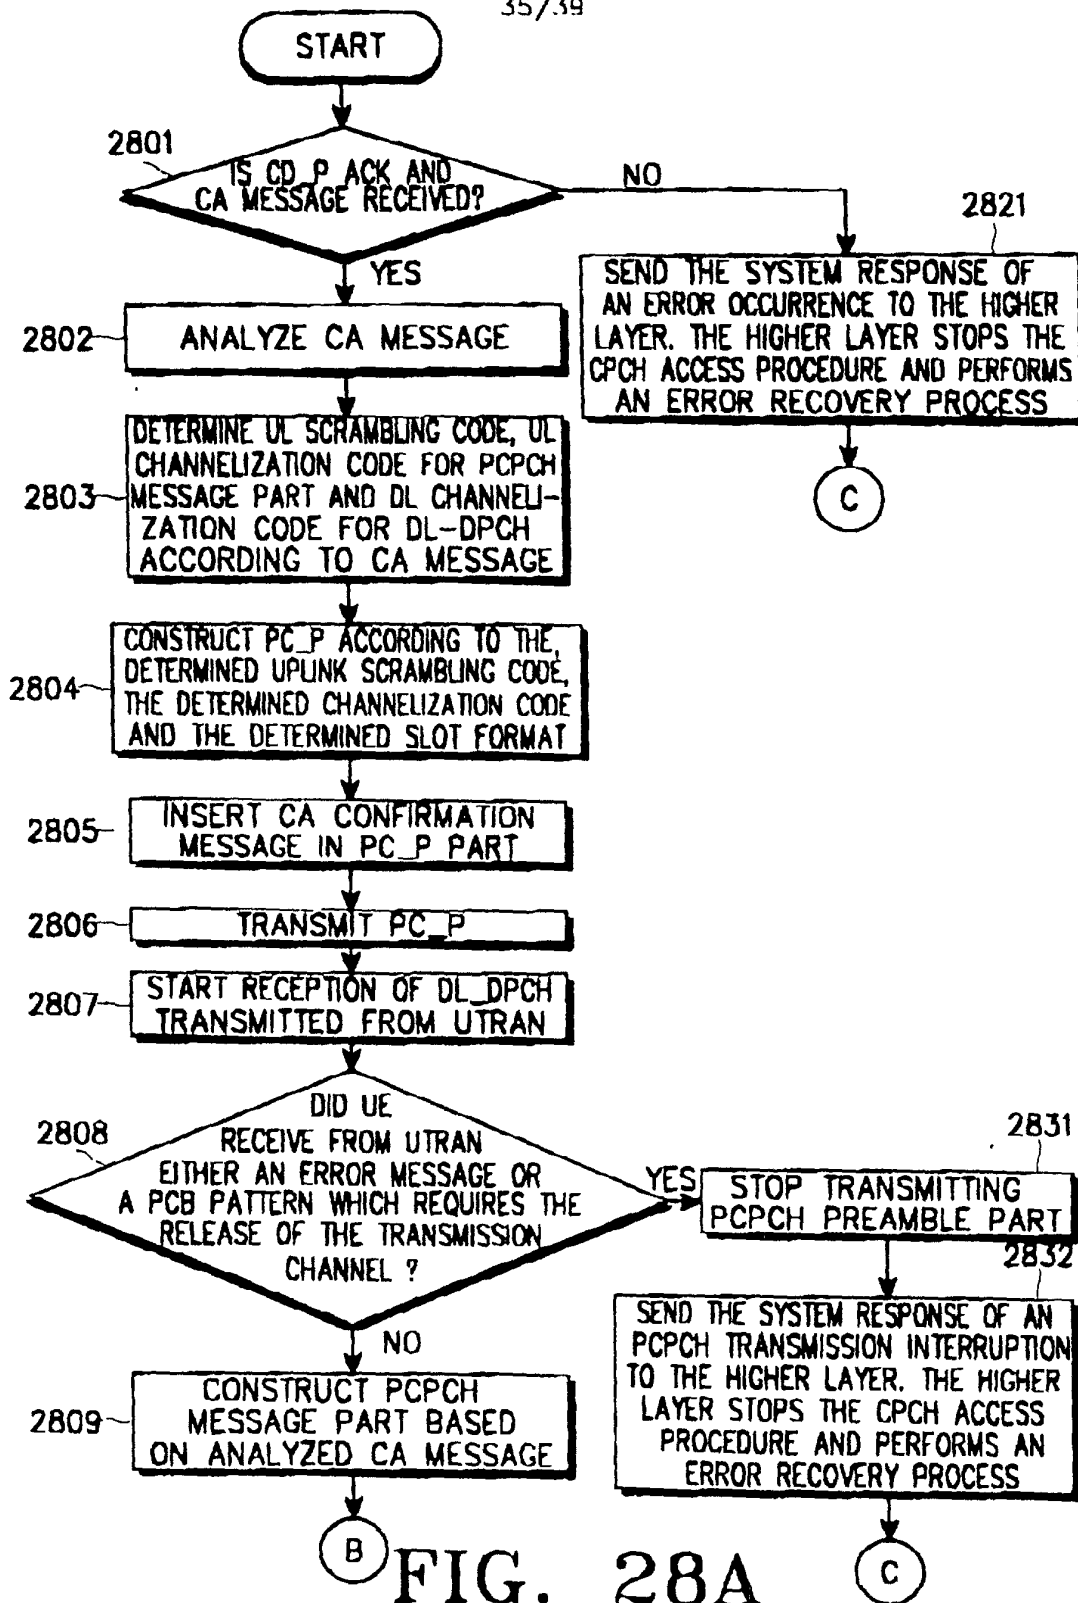 35/39
START
2801
IS CD_P ACK AND
CA MESSAGE RECEIVED?
NO
YES
2821
SEND THE SYSTEM RESPONSE OF
AN ERROR OCCURRENCE TO THE HIGHER
LAYER. THE HIGHER LAYER STOPS THE
CPCH ACCESS PROCEDURE AND PERFORMS
AN ERROR RECOVERY PROCESS
C
2802
ANALYZE CA MESSAGE
2803
DETERMINE UL SCRAMBLING CODE, UL
CHANNELIZATION CODE FOR PCPCH
MESSAGE PART AND DL CHANNELI-
ZATION CODE FOR DL-DPCH
ACCORDING TO CA MESSAGE
2804
CONSTRUCT PC_P ACCORDING TO THE,
DETERMINED UPLINK SCRAMBLING CODE,
THE DETERMINED CHANNELIZATION CODE
AND THE DETERMINED SLOT FORMAT
2805
INSERT CA CONFIRMATION
MESSAGE IN PC_P PART
2806
TRANSMIT PC_P
2807
START RECEPTION OF DL_DPCH
TRANSMITTED FROM UTRAN
2808
DID UE
RECEIVE FROM UTRAN
EITHER AN ERROR MESSAGE OR
A PCB PATTERN WHICH REQUIRES THE
RELEASE OF THE TRANSMISSION
CHANNEL ?
YES
NO
2831
STOP TRANSMITTING
PCPCH PREAMBLE PART
2832
SEND THE SYSTEM RESPONSE OF AN
PCPCH TRANSMISSION INTERRUPTION
TO THE HIGHER LAYER. THE HIGHER
LAYER STOPS THE CPCH ACCESS
PROCEDURE AND PERFORMS AN
ERROR RECOVERY PROCESS
C
2809
CONSTRUCT PCPCH
MESSAGE PART BASED
ON ANALYZED CA MESSAGE
B
FIG. 28A